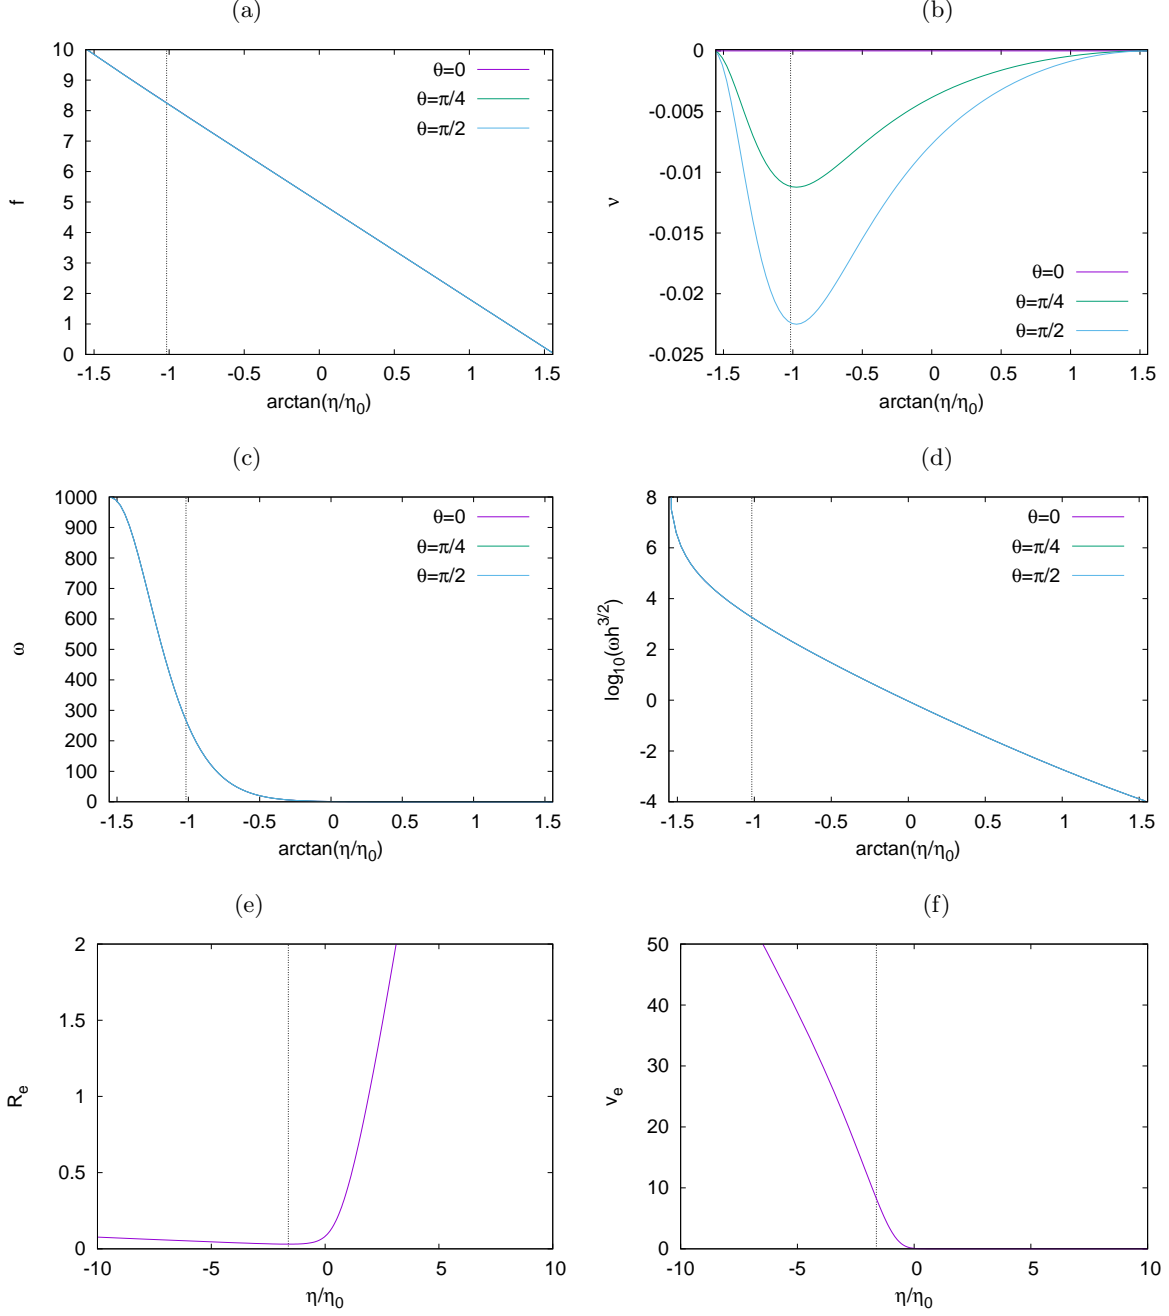 (a)
10
9
8
7
6
5
4
3
2
1
0
f
θ=0
θ=π/4
θ=π/2
-1.5 -1 -0.5 0 0.5 1 1.5
arctan(η/η0)
(b)
0
-0.005
-0.01
-0.015
-0.02
-0.025
ν
θ=0
θ=π/4
θ=π/2
-1.5 -1 -0.5 0 0.5 1 1.5
arctan(η/η0)
(c)
1000
900
800
700
600
500
400
300
200
100
0
ω
θ=0
θ=π/4
θ=π/2
-1.5 -1 -0.5 0 0.5 1 1.5
arctan(η/η0)
(d)
8
6
4
2
0
-2
-4
log10(ωh3/2)
θ=0
θ=π/4
θ=π/2
-1.5 -1 -0.5 0 0.5 1 1.5
arctan(η/η0)
(e)
2
1.5
1
0.5
0
Re
-10 -5 0 5 10
η/η0
(f)
50
40
30
20
10
0
ve
-10 -5 0 5 10
η/η0